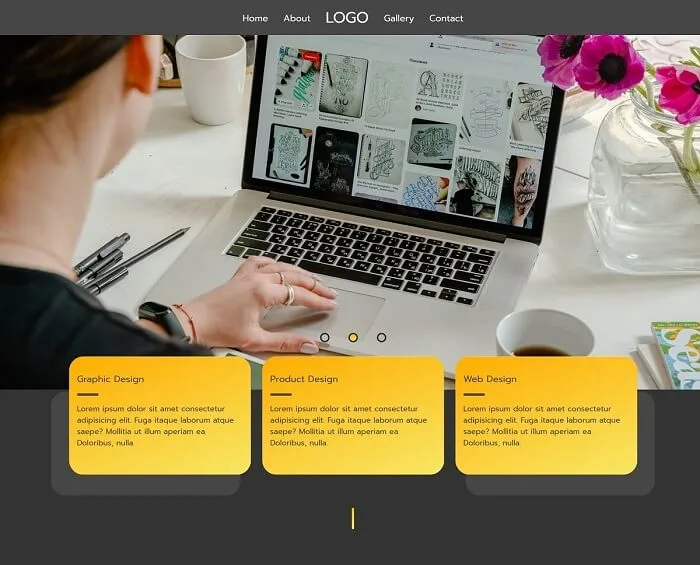 Home About LOGO Gallery Contact
Graphic Design
Lorem ipsum dolor sit amet consectetur
adipisicing elit. Fuga itaque laborum atque
saepe? Mollitia ut illum aperiam ea.
Doloribus, nulla.
Product Design
Lorem ipsum dolor sit amet consectetur
adipisicing elit. Fuga itaque laborum atque
saepe? Mollitia ut illum aperiam ea.
Doloribus, nulla.
Web Design
Lorem ipsum dolor sit amet consectetur
adipisicing elit. Fuga itaque laborum atque
saepe? Mollitia ut illum aperiam ea.
Doloribus, nulla.